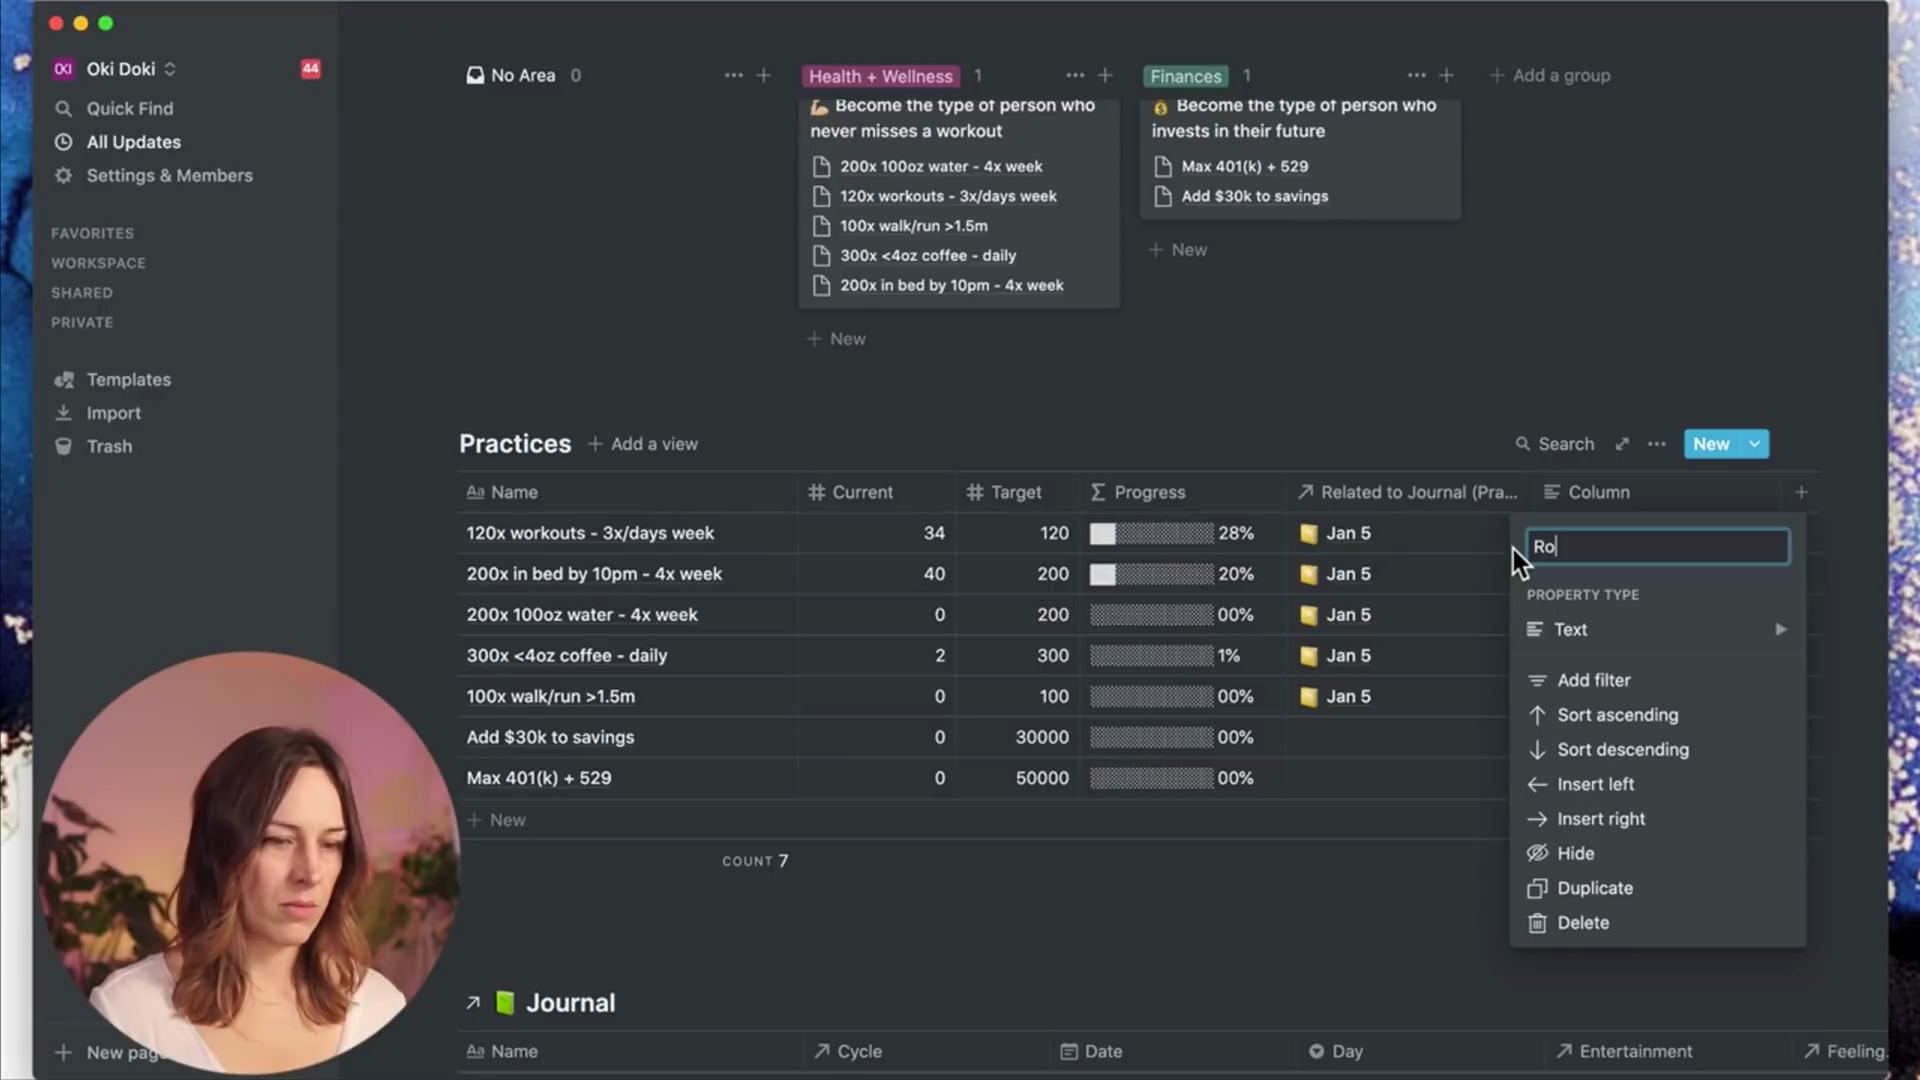 OKI Oki Doki 44
Quick Find
All Updates
Settings & Members
FAVORITES
WORKSPACE
SHARED
PRIVATE
Templates
Import
Trash
New pag
No Area 0
Health + Wellness 1
Finances 1
Add a group
Become the type of person who
never misses a workout
200x 100oz water - 4x week
120x workouts - 3x/days week
100x walk/run >1.5m
300x <4oz coffee - daily
200x in bed by 10pm - 4x week
New
Become the type of person who
invests in their future
Max 401(k) + 529
Add $30k to savings
New
Practices Add a view Search New
Aa Name # Current # Target Σ Progress Related to Journal (Pra... Column
120x workouts - 3x/days week 34 120 28% Jan 5
200x in bed by 10pm - 4x week 40 200 20% Jan 5
200x 100oz water - 4x week 0 200 00% Jan 5
300x <4oz coffee - daily 2 300 1% Jan 5
100x walk/run >1.5m 0 100 00% Jan 5
Add $30k to savings 0 30000 00%
Max 401(k) + 529 0 50000 00%
New
COUNT 7
Ro
PROPERTY TYPE
Text
Add filter
Sort ascending
Sort descending
Insert left
Insert right
Hide
Duplicate
Delete
Journal
Aa Name Cycle Date Day Entertainment Feeling